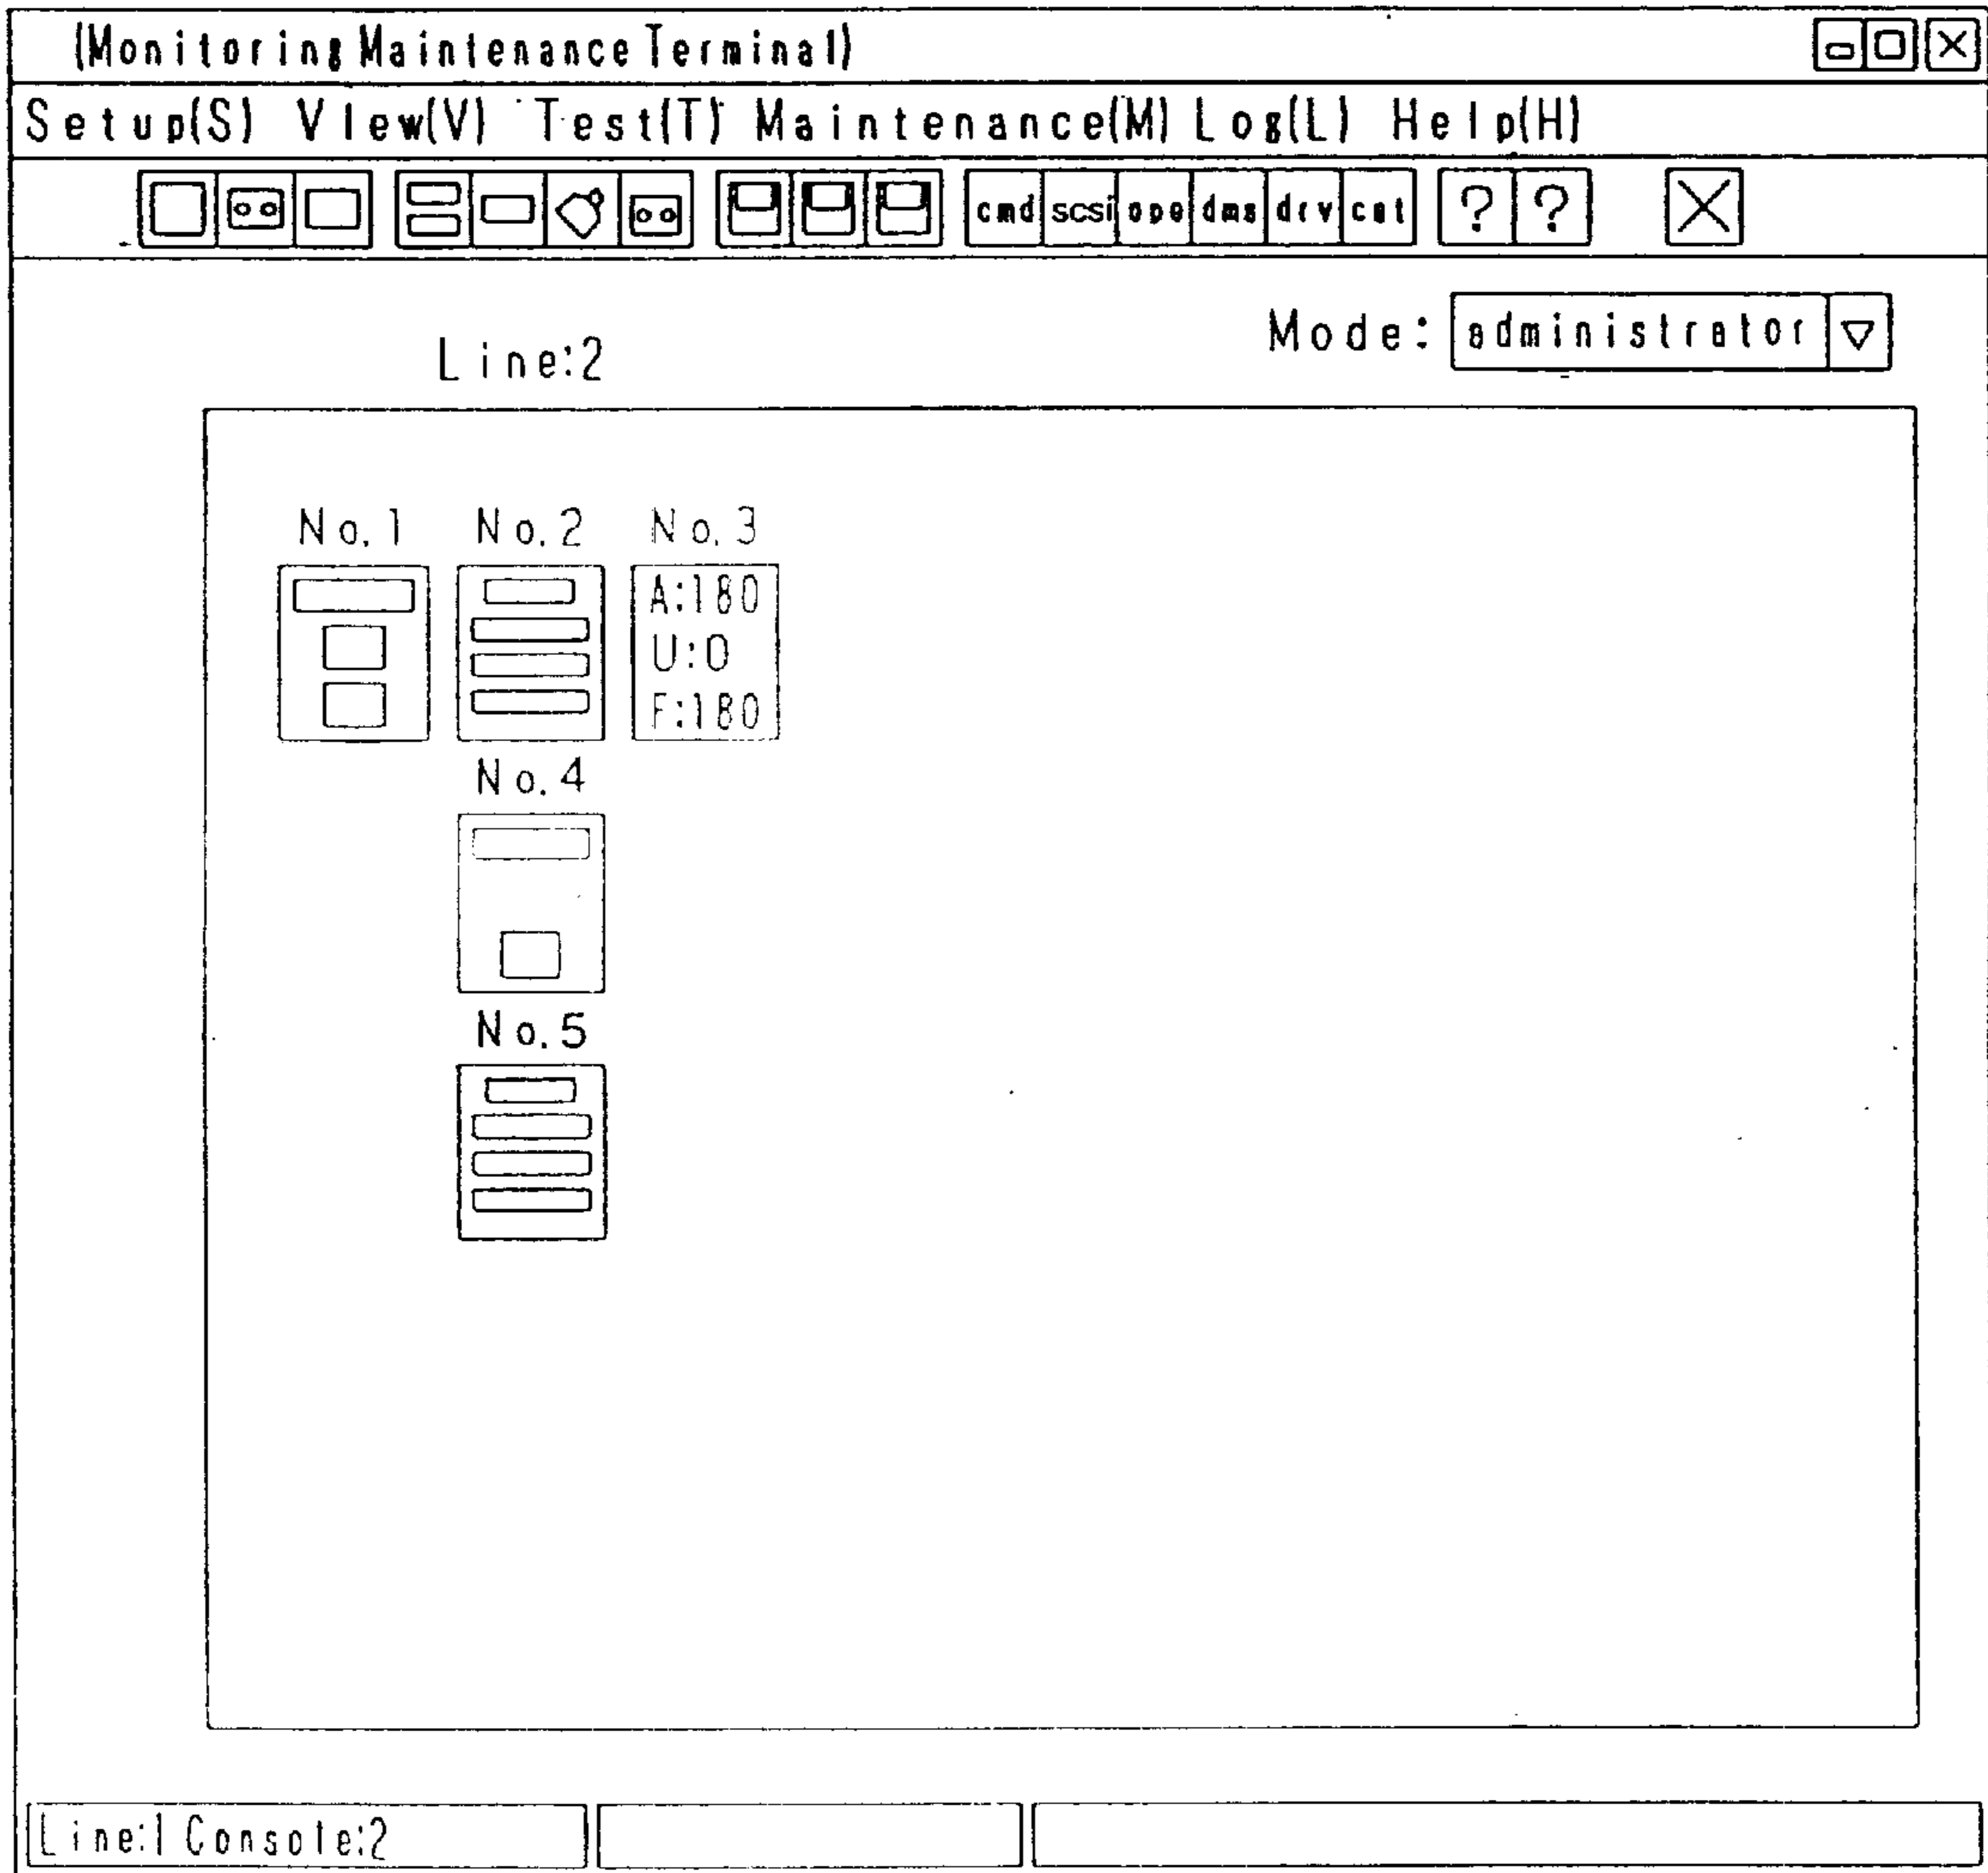 (Monitoring Maintenance Terminal)
Setup(S) View(V) Test(T) Maintenance(M) Log(L) Help(H)
cmd scsi ope dms drv cnt ? ?
Mode: administrator
Line:2
No.1 No.2 No.3
A:180
U:0
F:180
No.4
No.5
Line:1 Console:2